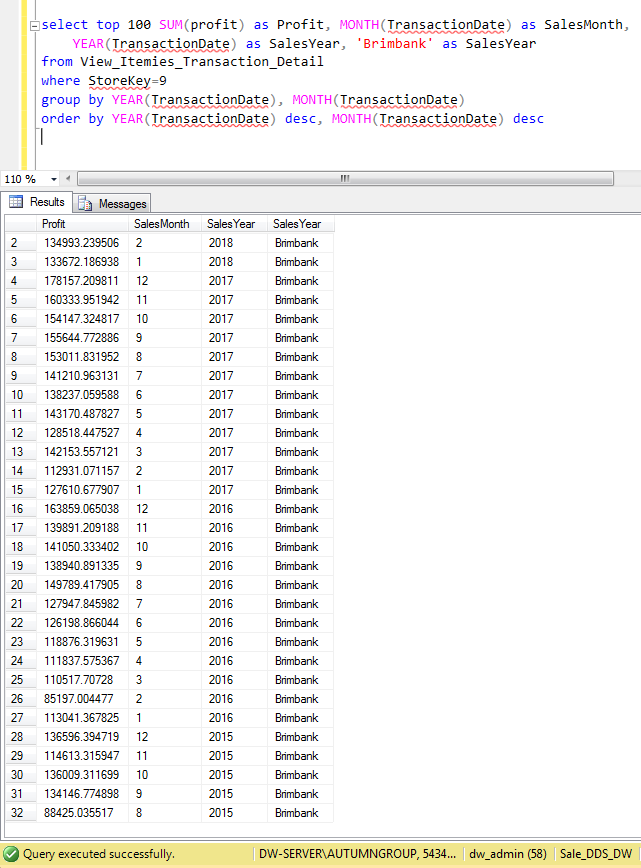 select top 100 SUM(profit) as Profit, MONTH(TransactionDate) as SalesMonth,
YEAR(TransactionDate) as SalesYear, 'Brimbank' as SalesYear
from View_Itemies_Transaction_Detail
where StoreKey=9
group by YEAR(TransactionDate), MONTH(TransactionDate)
order by YEAR(TransactionDate) desc, MONTH(TransactionDate) desc
110 %
Results Messages
Profit SalesMonth SalesYear SalesYear
2 134993.239506 2 2018 Brimbank
3 133672.186938 1 2018 Brimbank
4 178157.209811 12 2017 Brimbank
5 160333.951942 11 2017 Brimbank
6 154147.324817 10 2017 Brimbank
7 155644.772886 9 2017 Brimbank
8 153011.831952 8 2017 Brimbank
9 141210.963131 7 2017 Brimbank
10 138237.059588 6 2017 Brimbank
11 143170.487827 5 2017 Brimbank
12 128518.447527 4 2017 Brimbank
13 142153.557121 3 2017 Brimbank
14 112931.071157 2 2017 Brimbank
15 127610.677907 1 2017 Brimbank
16 163859.065038 12 2016 Brimbank
17 139891.209188 11 2016 Brimbank
18 141050.333402 10 2016 Brimbank
19 138940.891335 9 2016 Brimbank
20 149789.417905 8 2016 Brimbank
21 127947.845982 7 2016 Brimbank
22 126198.866044 6 2016 Brimbank
23 118876.319631 5 2016 Brimbank
24 111837.575367 4 2016 Brimbank
25 110517.70728 3 2016 Brimbank
26 85197.004477 2 2016 Brimbank
27 113041.367825 1 2016 Brimbank
28 136596.394719 12 2015 Brimbank
29 114613.315947 11 2015 Brimbank
30 136009.311699 10 2015 Brimbank
31 134146.774898 9 2015 Brimbank
32 88425.035517 8 2015 Brimbank
Query executed successfully. DW-SERVER\AUTUMNGROUP, 5434... dw_admin (58) Sale_DDS_DW